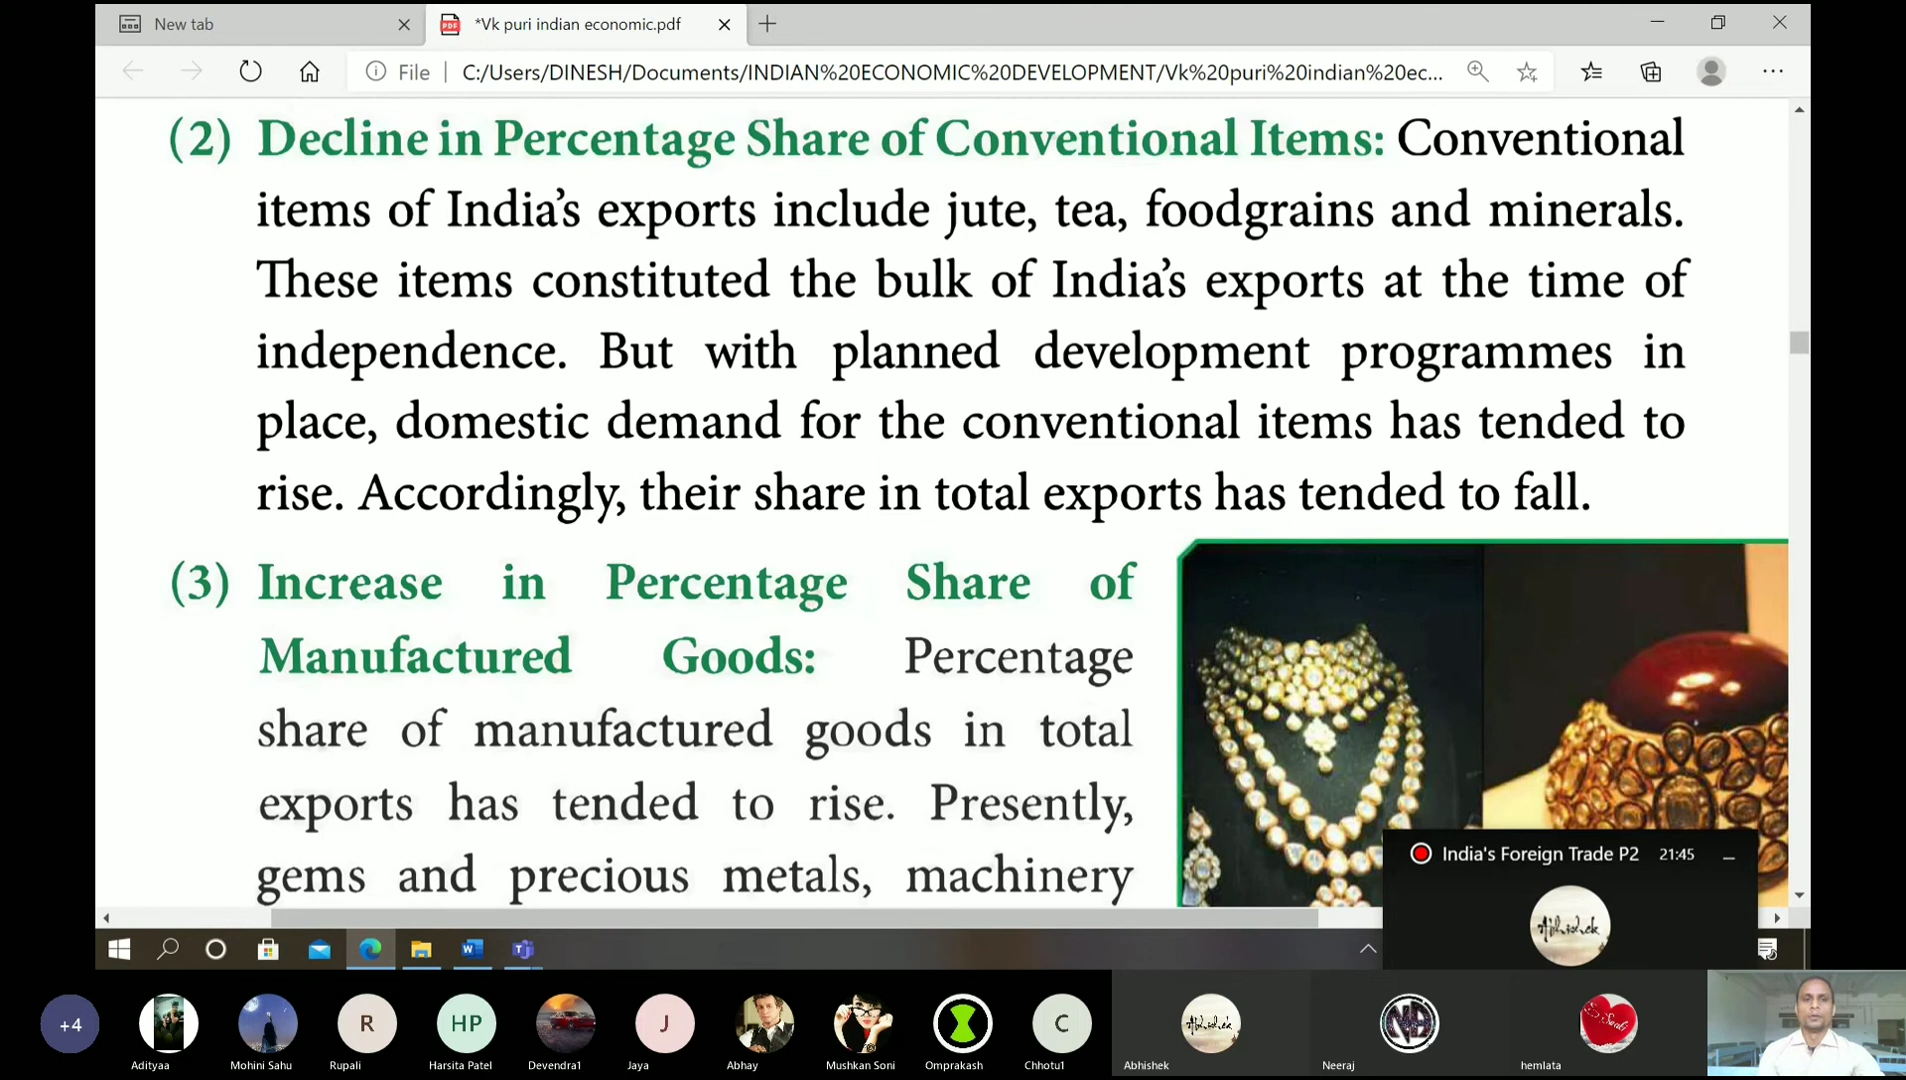 New tab
*Vk puri indian economic.pdf
File | C:/Users/DINESH/Documents/INDIAN%20ECONOMIC%20DEVELOPMENT/Vk%20puri%20indian%20ec...
(2) Decline in Percentage Share of Conventional Items: Conventional
items of India's exports include jute, tea, foodgrains and minerals.
These items constituted the bulk of India's exports at the time of
independence. But with planned development programmes in
place, domestic demand for the conventional items has tended to
rise. Accordingly, their share in total exports has tended to fall.
(3) Increase in Percentage Share of
Manufactured Goods: Percentage
share of manufactured goods in total
exports has tended to rise. Presently,
gems and precious metals, machinery
India's Foreign Trade P2 21:45
Abhishek
+4
R
HP
J
C
Abhishek
Adityaa
Mohini Sahu
Rupali
Harsita Patel
Devendra1
Jaya
Abhay
Mushkan Soni
Omprakash
Chhotu1
Abhishek
Neeraj
hemlata